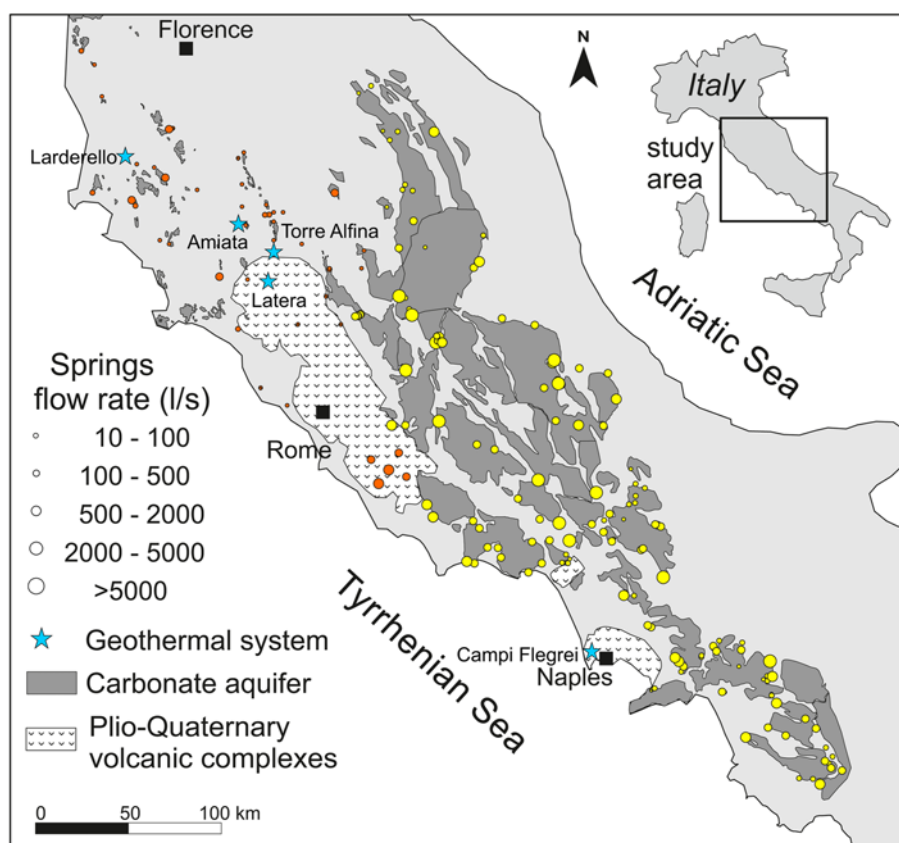 Florence
N
Italy
study
area
Larderello
Amiata
Torre Alfina
Latera
Adriatic Sea
Springs
flow rate (l/s)
10 - 100
100 - 500
500 - 2000
2000 - 5000
>5000
Rome
Tyrrhenian Sea
Geothermal system
Campi Flegrei
Naples
Carbonate aquifer
Plio-Quaternary
volcanic complexes
0 50 100 km